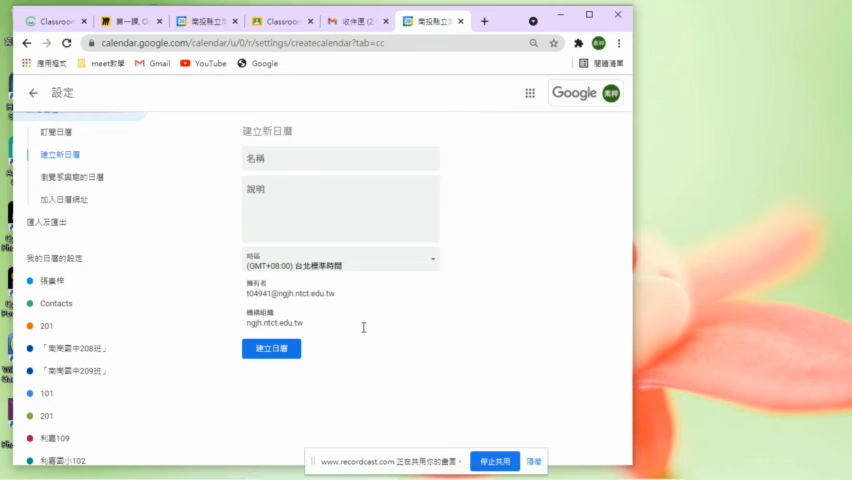 Classroom
第一課, O
南投縣立
Classroom
收件匣 (2
南投縣立
calendar.google.com/calendar/u/0/r/settings/createcalendar?tab=cc
應用程式
meet教學
Gmail
YouTube
Google
閱讀清單
設定
Google
訂閱日曆
建立新日曆
瀏覽感興趣的日曆
加入日曆網址
匯入及匯出
我的日曆的設定
Contacts
201
「南崗國中208班」
「南崗國中209班」
101
201
利嘉109
利嘉國小102
建立新日曆
名稱
說明
時區
(GMT+08:00) 台北標準時間
擁有者
t04941@ngjh.ntct.edu.tw
機構組織
ngjh.ntct.edu.tw
建立日曆
www.recordcast.com 正在共用你的畫面。
停止共用
隱藏